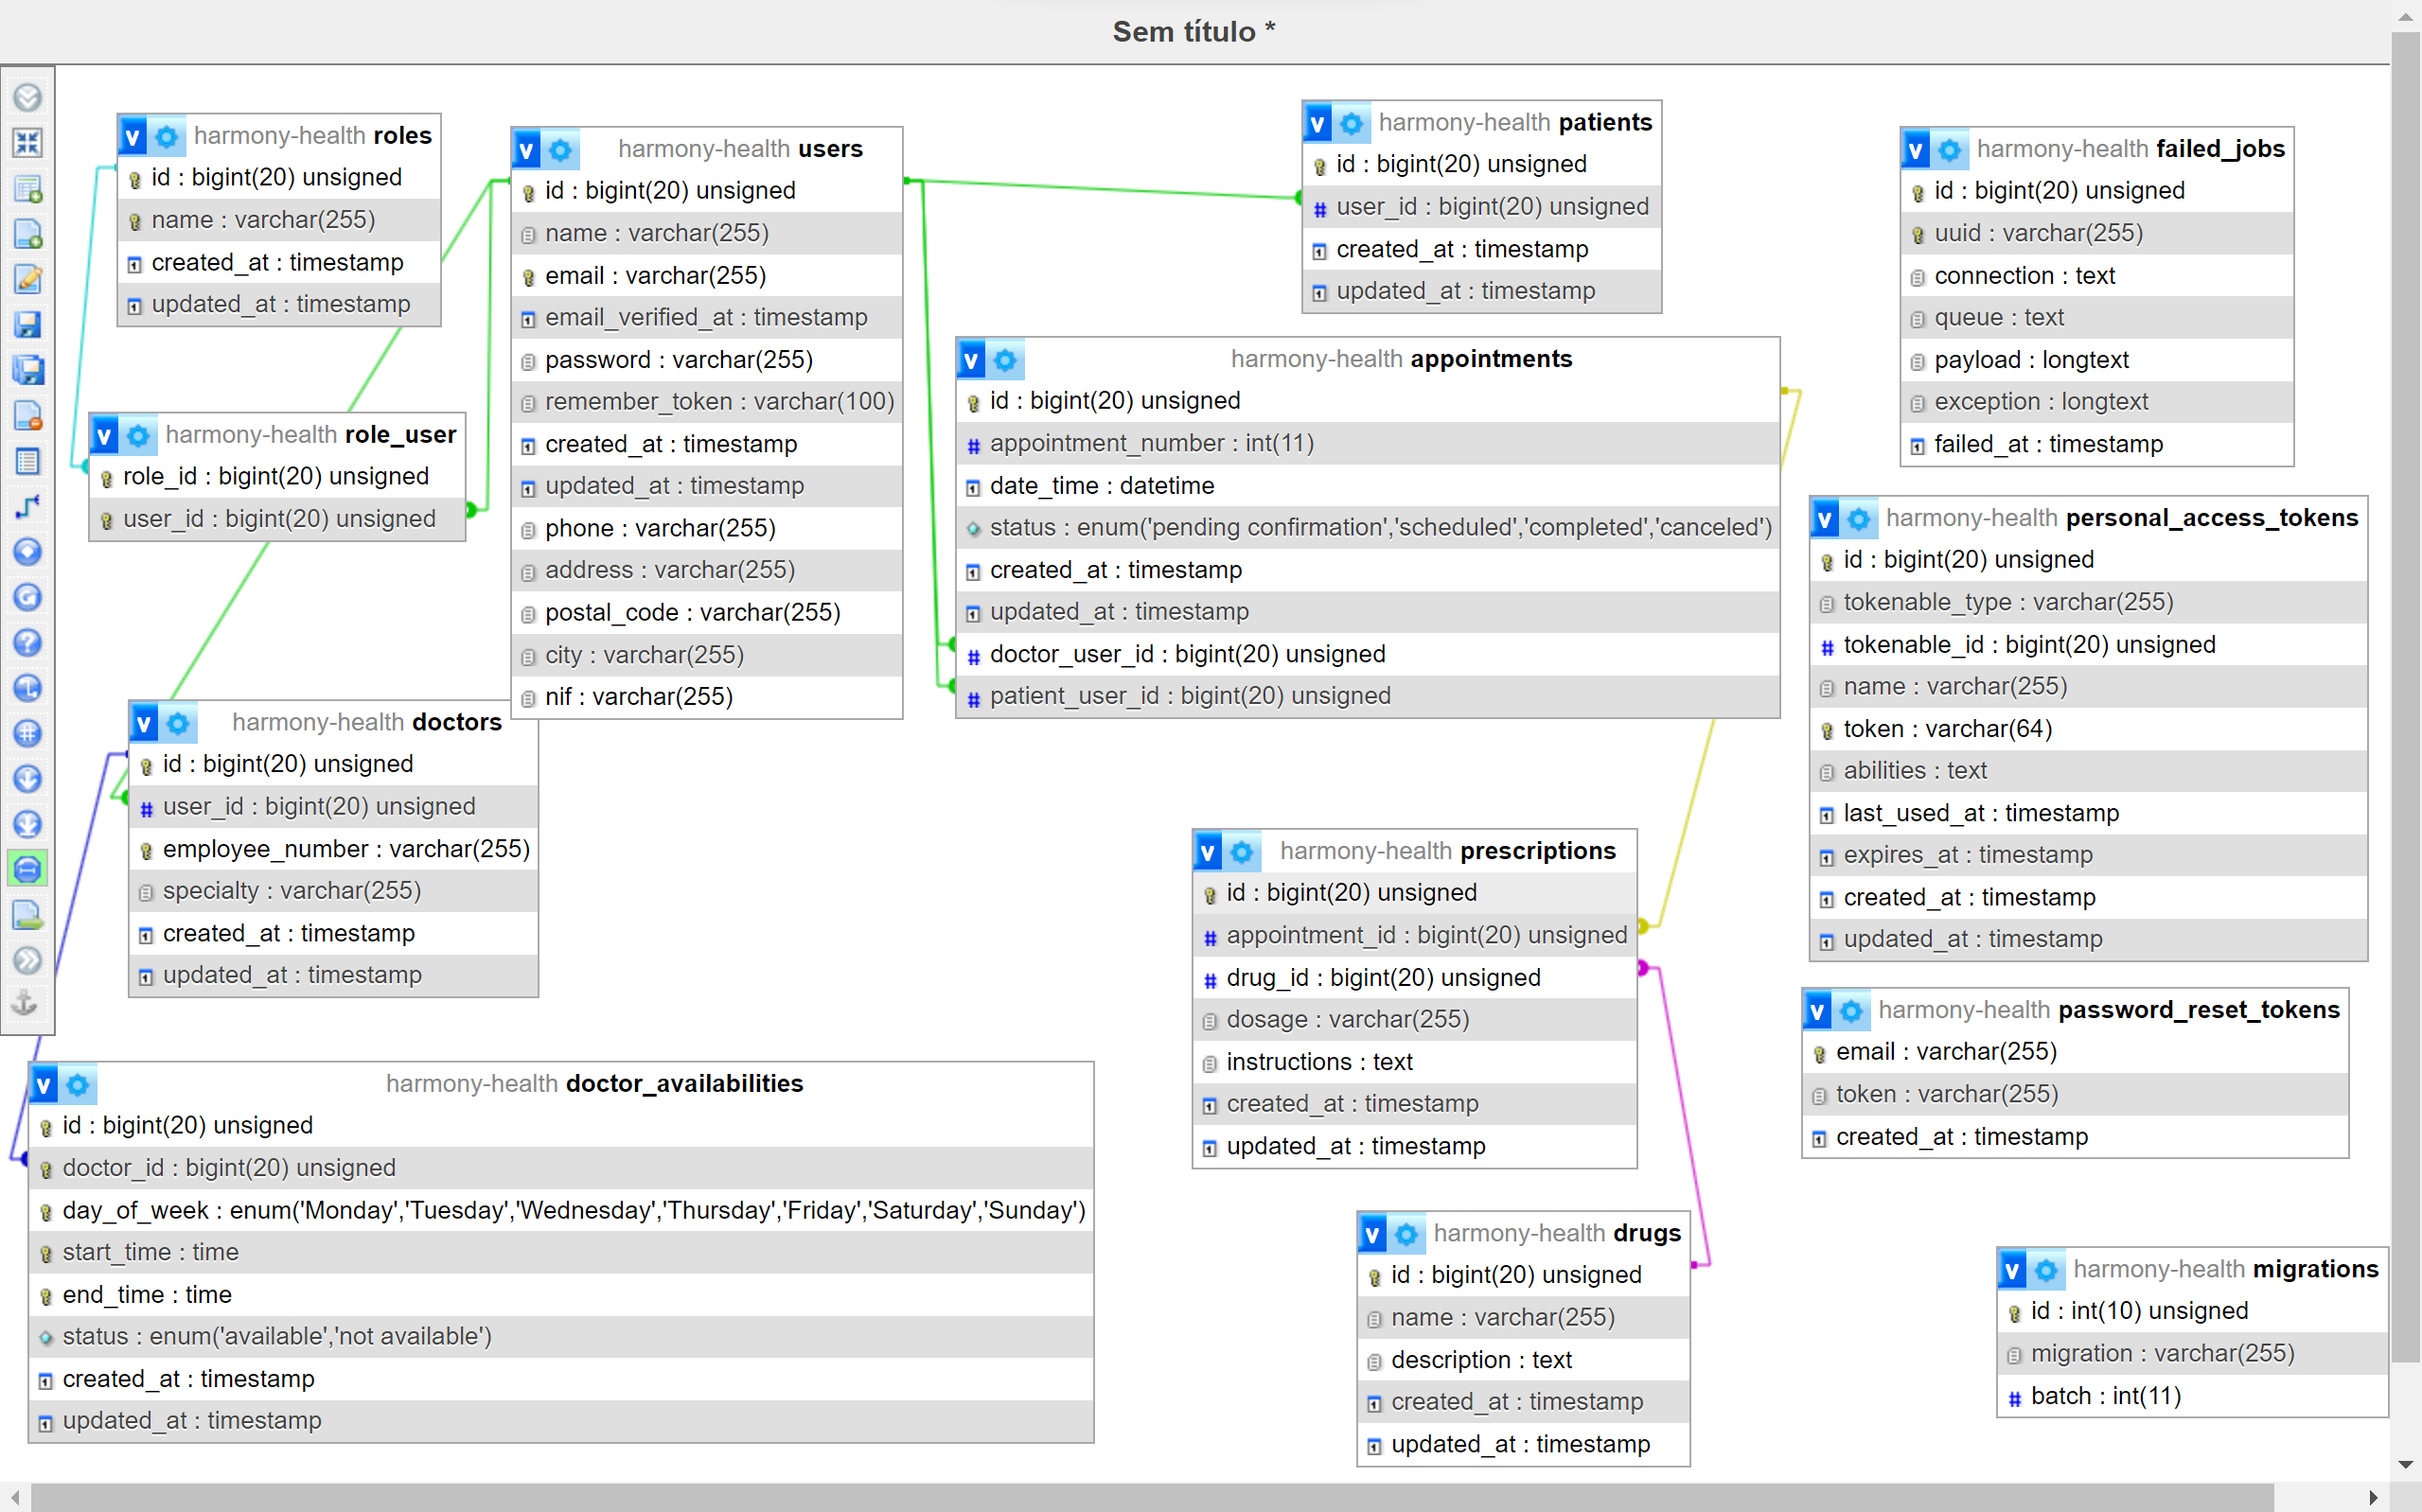 Sem título *
harmony-health roles
id : bigint(20) unsigned
name : varchar(255)
created_at : timestamp
updated_at : timestamp
harmony-health role_user
role_id : bigint(20) unsigned
user_id : bigint(20) unsigned
harmony-health users
id : bigint(20) unsigned
name : varchar(255)
email : varchar(255)
email_verified_at : timestamp
password : varchar(255)
remember_token : varchar(100)
created_at : timestamp
updated_at : timestamp
phone : varchar(255)
address : varchar(255)
postal_code : varchar(255)
city : varchar(255)
nif : varchar(255)
harmony-health patients
id : bigint(20) unsigned
user_id : bigint(20) unsigned
created_at : timestamp
updated_at : timestamp
harmony-health appointments
id : bigint(20) unsigned
appointment_number : int(11)
date_time : datetime
status : enum('pending confirmation','scheduled','completed','canceled')
created_at : timestamp
updated_at : timestamp
doctor_user_id : bigint(20) unsigned
patient_user_id : bigint(20) unsigned
harmony-health failed_jobs
id : bigint(20) unsigned
uuid : varchar(255)
connection : text
queue : text
payload : longtext
exception : longtext
failed_at : timestamp
harmony-health personal_access_tokens
id : bigint(20) unsigned
tokenable_type : varchar(255)
tokenable_id : bigint(20) unsigned
name : varchar(255)
token : varchar(64)
abilities : text
last_used_at : timestamp
expires_at : timestamp
created_at : timestamp
updated_at : timestamp
harmony-health doctors
id : bigint(20) unsigned
user_id : bigint(20) unsigned
employee_number : varchar(255)
specialty : varchar(255)
created_at : timestamp
updated_at : timestamp
harmony-health prescriptions
id : bigint(20) unsigned
appointment_id : bigint(20) unsigned
drug_id : bigint(20) unsigned
dosage : varchar(255)
instructions : text
created_at : timestamp
updated_at : timestamp
harmony-health password_reset_tokens
email : varchar(255)
token : varchar(255)
created_at : timestamp
harmony-health doctor_availabilities
id : bigint(20) unsigned
doctor_id : bigint(20) unsigned
day_of_week : enum('Monday','Tuesday','Wednesday','Thursday','Friday','Saturday','Sunday')
start_time : time
end_time : time
status : enum('available','not available')
created_at : timestamp
updated_at : timestamp
harmony-health drugs
id : bigint(20) unsigned
name : varchar(255)
description : text
created_at : timestamp
updated_at : timestamp
harmony-health migrations
id : int(10) unsigned
migration : varchar(255)
batch : int(11)